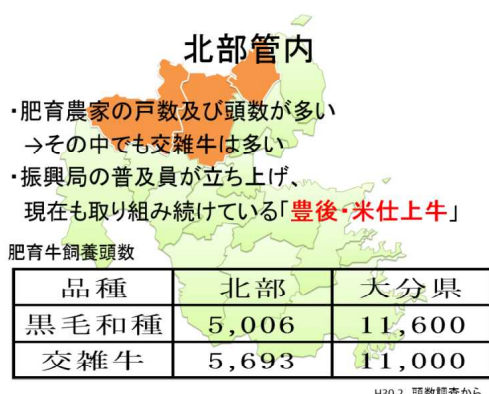 北部管内
・肥育農家の戸数及び頭数が多い
→その中でも交雑牛は多い
・振興局の普及員が立ち上げ、
現在も取り組み続けている「豊後・米仕上牛」
肥育牛飼養頭数
品種 北部 大分県
黒毛和種 5,006 11,600
交雑牛 5,693 11,000
H30.2 頭数調査から